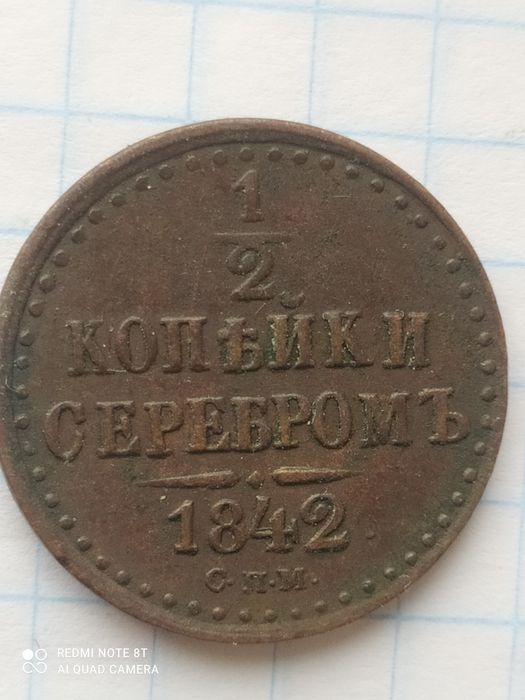 1
2
КОПѢЙКИ
СЕРЕБРОМЪ
1842
С.П.М.
REDMI NOTE 8T
AI QUAD CAMERA